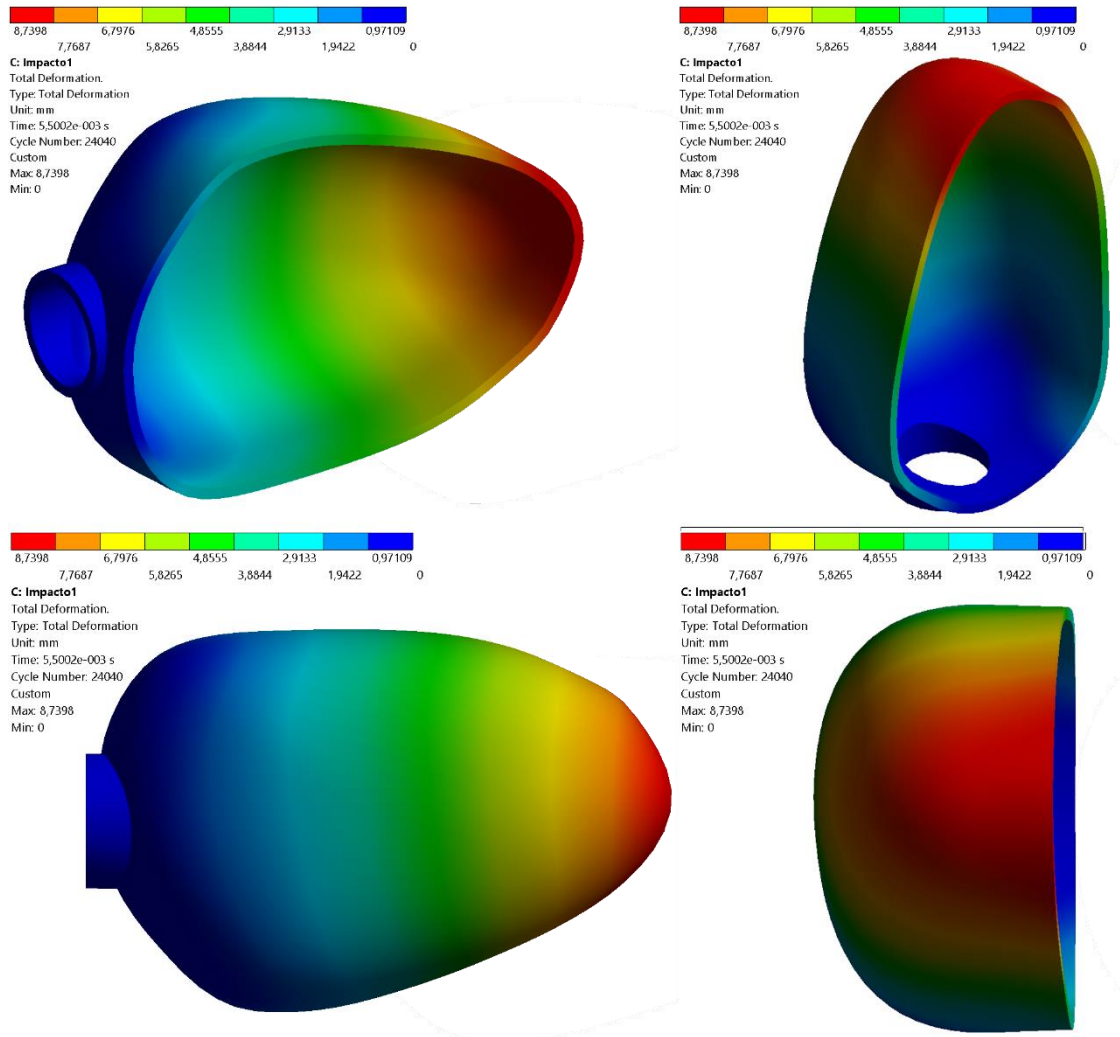 8,7398 6,7976 4,8555 2,9133 0,97109
7,7687 5,8265 3,8844 1,9422 0
C: Impacto1
Total Deformation.
Type: Total Deformation
Unit: mm
Time: 5,5002e-003 s
Cycle Number: 24040
Custom
Max: 8,7398
Min: 0
8,7398 6,7976 4,8555 2,9133 0,97109
7,7687 5,8265 3,8844 1,9422 0
C: Impacto1
Total Deformation.
Type: Total Deformation
Unit: mm
Time: 5,5002e-003 s
Cycle Number: 24040
Custom
Max: 8,7398
Min: 0
8,7398 6,7976 4,8555 2,9133 0,97109
7,7687 5,8265 3,8844 1,9422 0
C: Impacto1
Total Deformation.
Type: Total Deformation
Unit: mm
Time: 5,5002e-003 s
Cycle Number: 24040
Custom
Max: 8,7398
Min: 0
8,7398 6,7976 4,8555 2,9133 0,97109
7,7687 5,8265 3,8844 1,9422 0
C: Impacto1
Total Deformation.
Type: Total Deformation
Unit: mm
Time: 5,5002e-003 s
Cycle Number: 24040
Custom
Max: 8,7398
Min: 0